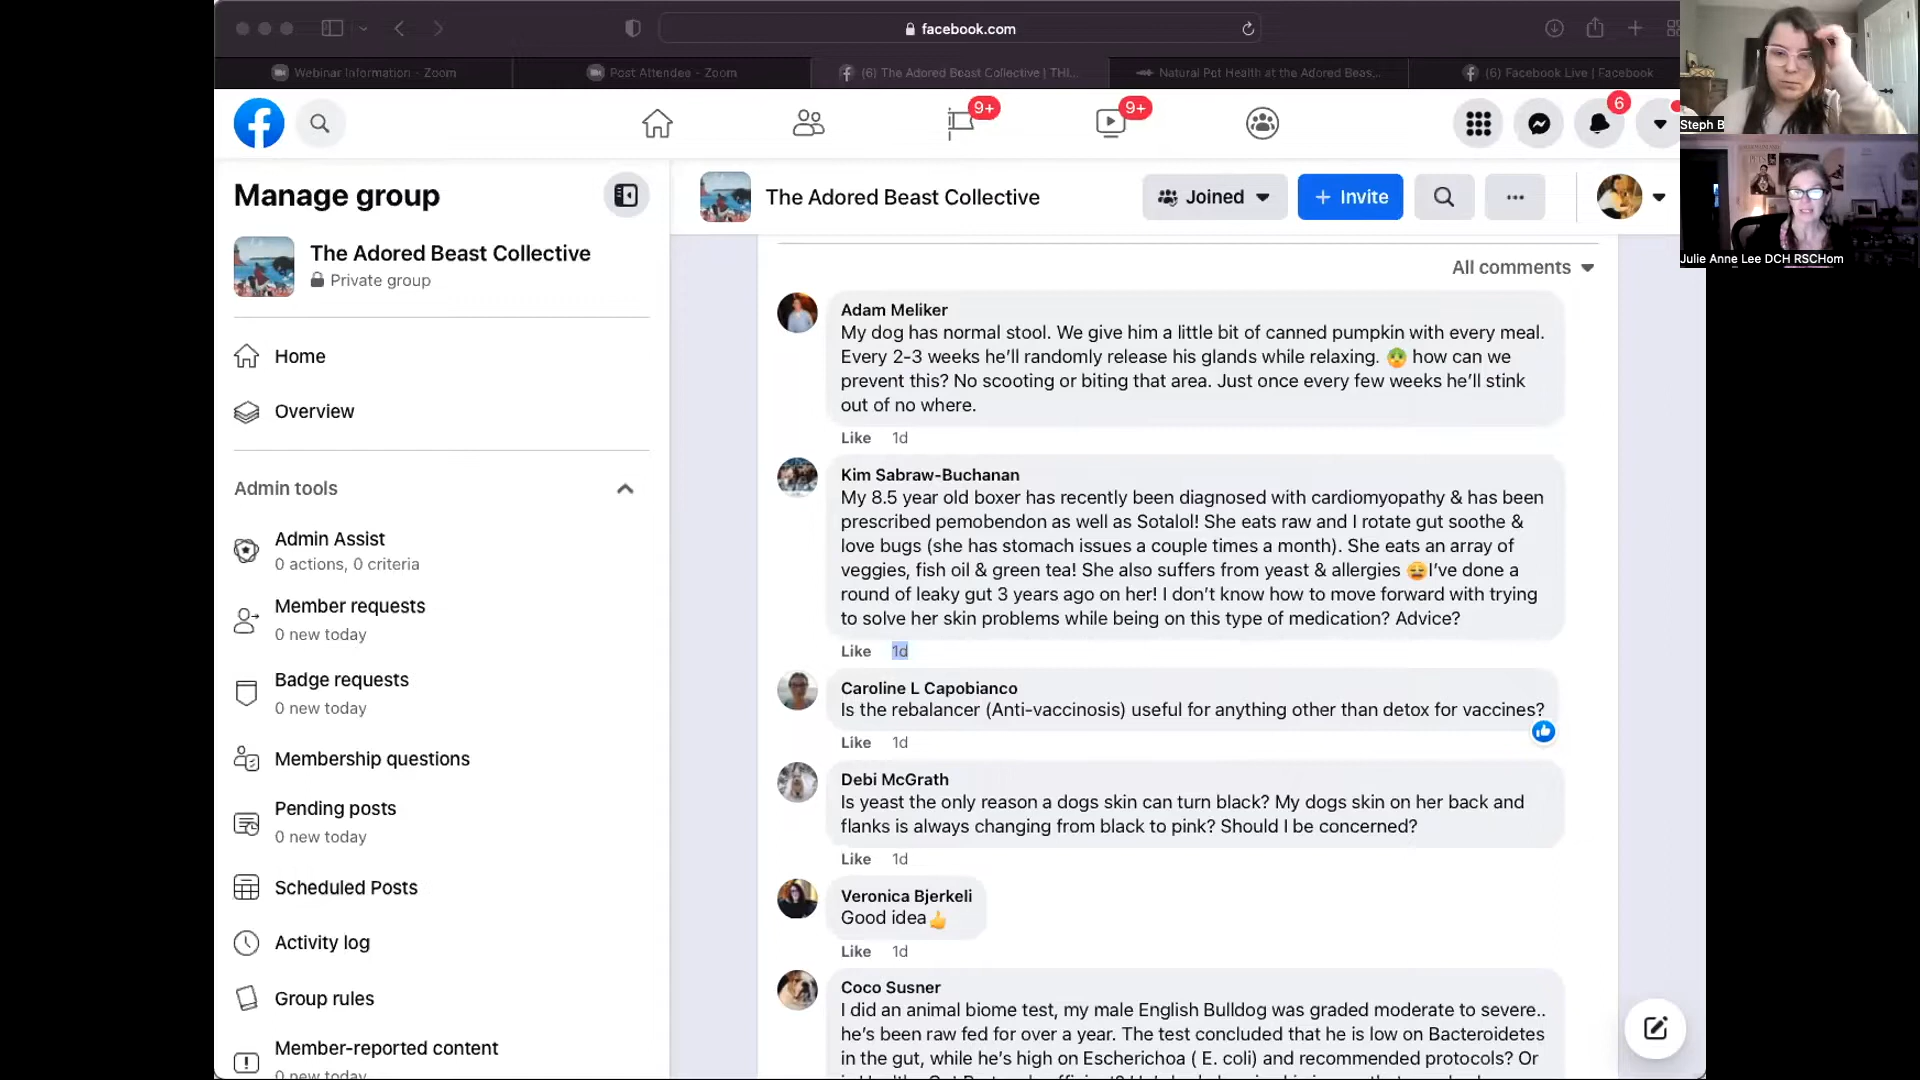 facebook.com
Webinar Information - Zoom
Post Attendee - Zoom
(6) The Adored Beast Collective | THI...
Natural Pet Health at the Adored Beas...
(6) Facebook Live | Facebook
Steph B
Julie Anne Lee DCH RSCHom
9+
9+
6
Manage group
The Adored Beast Collective
Private group
Home
Overview
Admin tools
Admin Assist
0 actions, 0 criteria
Member requests
0 new today
Badge requests
0 new today
Membership questions
Pending posts
0 new today
Scheduled Posts
Activity log
Group rules
Member-reported content
0 new today
The Adored Beast Collective
Joined
+ Invite
All comments
Adam Meliker
My dog has normal stool. We give him a little bit of canned pumpkin with every meal.
Every 2-3 weeks he'll randomly release his glands while relaxing. 🤢 how can we
prevent this? No scooting or biting that area. Just once every few weeks he'll stink
out of no where.
Like 1d
Kim Sabraw-Buchanan
My 8.5 year old boxer has recently been diagnosed with cardiomyopathy & has been
prescribed pemobendon as well as Sotalol! She eats raw and I rotate gut soothe &
love bugs (she has stomach issues a couple times a month). She eats an array of
veggies, fish oil & green tea! She also suffers from yeast & allergies 😩I've done a
round of leaky gut 3 years ago on her! I don't know how to move forward with trying
to solve her skin problems while being on this type of medication? Advice?
Like 1d
Caroline L Capobianco
Is the rebalancer (Anti-vaccinosis) useful for anything other than detox for vaccines?
Like 1d
Debi McGrath
Is yeast the only reason a dogs skin can turn black? My dogs skin on her back and
flanks is always changing from black to pink? Should I be concerned?
Like 1d
Veronica Bjerkeli
Good idea👍
Like 1d
Coco Susner
I did an animal biome test, my male English Bulldog was graded moderate to severe..
he's been raw fed for over a year. The test concluded that he is low on Bacteroidetes
in the gut, while he's high on Escherichoa ( E. coli) and recommended protocols? Or